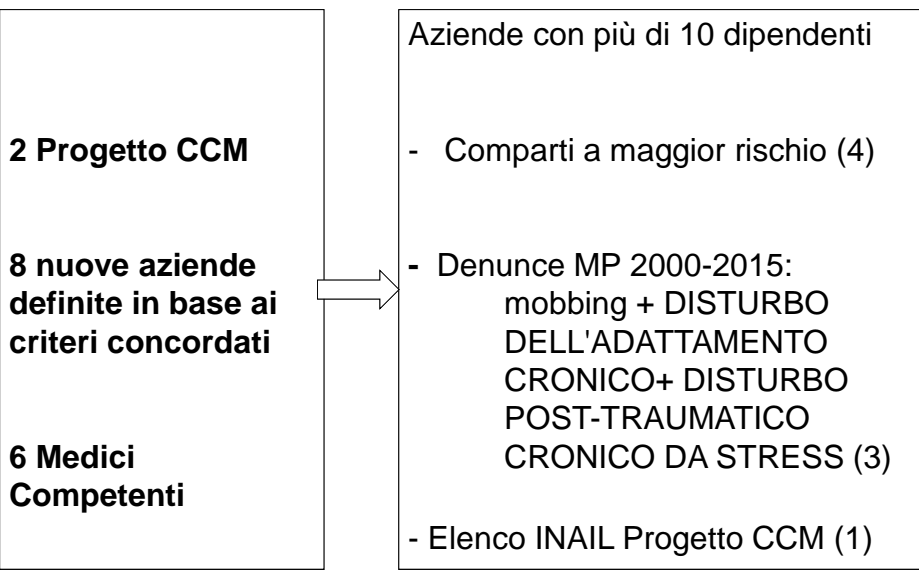 2 Progetto CCM
8 nuove aziende
definite in base ai
criteri concordati
6 Medici
Competenti
Aziende con più di 10 dipendenti
- Comparti a maggior rischio (4)
- Denunce MP 2000-2015:
mobbing + DISTURBO
DELL'ADATTAMENTO
CRONICO+ DISTURBO
POST-TRAUMATICO
CRONICO DA STRESS (3)
- Elenco INAIL Progetto CCM (1)